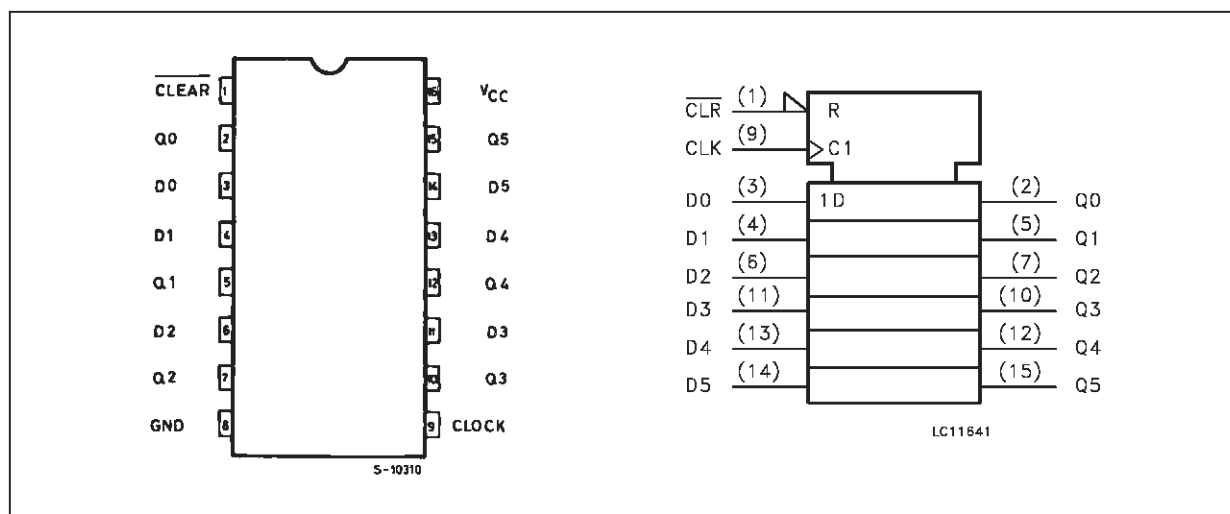 CLEAR 1 16 VCC
Q0 2 15 Q5
D0 3 14 D5
D1 4 13 D4
Q1 5 12 Q4
D2 6 11 D3
Q2 7 10 Q3
GND 8 9 CLOCK
S-10310
CLR (1) R
CLK (9) C1
D0 (3) 1D (2) Q0
D1 (4) (5) Q1
D2 (6) (7) Q2
D3 (11) (10) Q3
D4 (13) (12) Q4
D5 (14) (15) Q5
LC11641